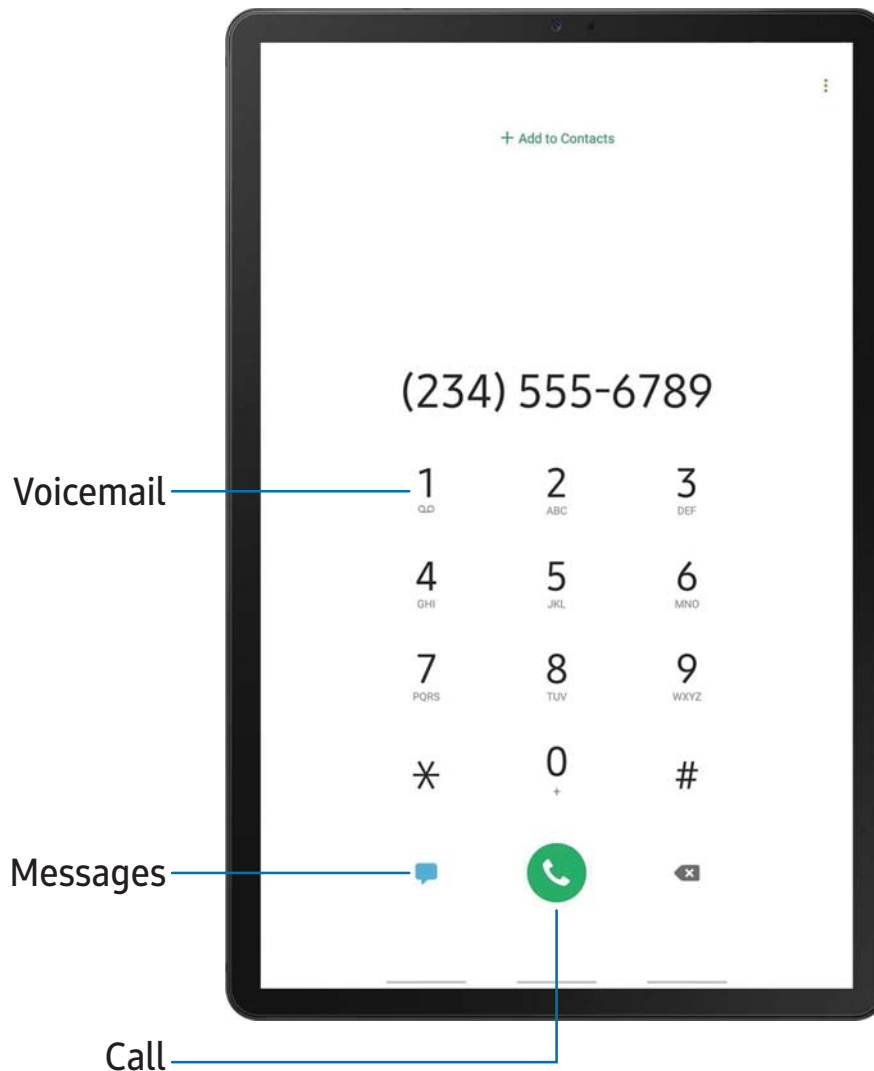 + Add to Contacts
(234) 555-6789
Voicemail
1 2 3
ABC DEF
4 5 6
GHI JKL MNO
7 8 9
PQRS TUV WXYZ
* 0 #
+
Messages
Call